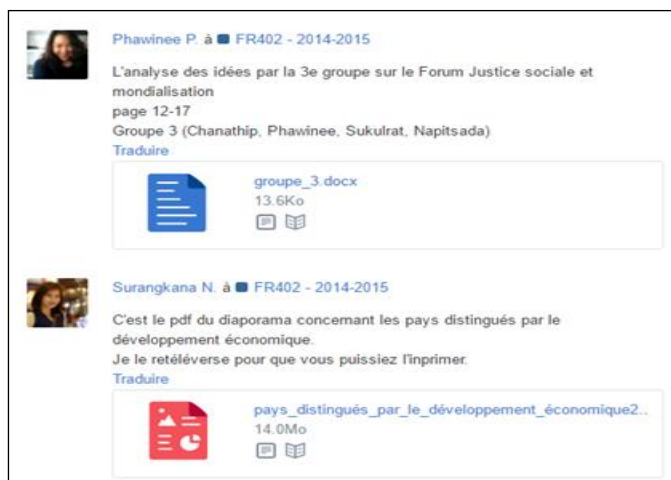 Phawinee P. à FR402 - 2014-2015
L'analyse des idées par la 3e groupe sur le Forum Justice sociale et
mondialisation
page 12-17
Groupe 3 (Chanathip, Phawinee, Sukulrat, Napitsada)
Traduire
groupe_3.docx
13.6Ko
Surangkana N. à FR402 - 2014-2015
C'est le pdf du diaporama concernant les pays distingués par le
développement économique.
Je le retéléverse pour que vous puissiez l'inprimer.
Traduire
pays_distingués_par_le_développement_économique2..
14.0Mo